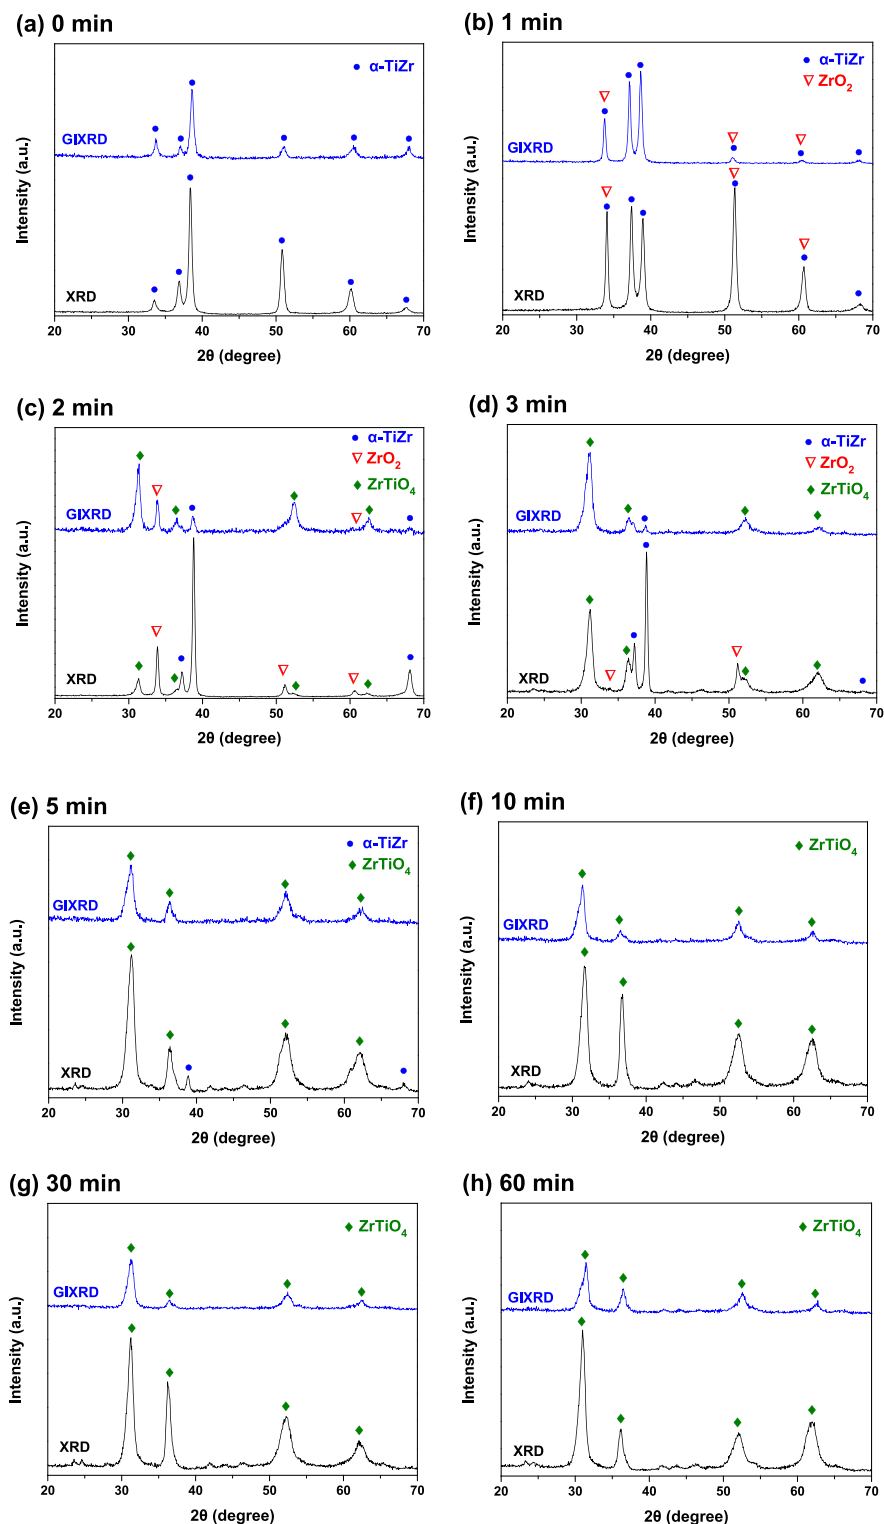 (a) 0 min
α-TiZr
GIXRD
XRD
Intensity (a.u.)
20 30 40 50 60 70
2θ (degree)
(b) 1 min
α-TiZr
ZrO2
GIXRD
XRD
Intensity (a.u.)
20 30 40 50 60 70
2θ (degree)
(c) 2 min
α-TiZr
ZrO2
ZrTiO4
GIXRD
XRD
Intensity (a.u.)
20 30 40 50 60 70
2θ (degree)
(d) 3 min
α-TiZr
ZrO2
ZrTiO4
GIXRD
XRD
Intensity (a.u.)
20 30 40 50 60 70
2θ (degree)
(e) 5 min
α-TiZr
ZrTiO4
GIXRD
XRD
Intensity (a.u.)
20 30 40 50 60 70
2θ (degree)
(f) 10 min
ZrTiO4
GIXRD
XRD
Intensity (a.u.)
20 30 40 50 60 70
2θ (degree)
(g) 30 min
ZrTiO4
GIXRD
XRD
Intensity (a.u.)
20 30 40 50 60 70
2θ (degree)
(h) 60 min
ZrTiO4
GIXRD
XRD
Intensity (a.u.)
20 30 40 50 60 70
2θ (degree)